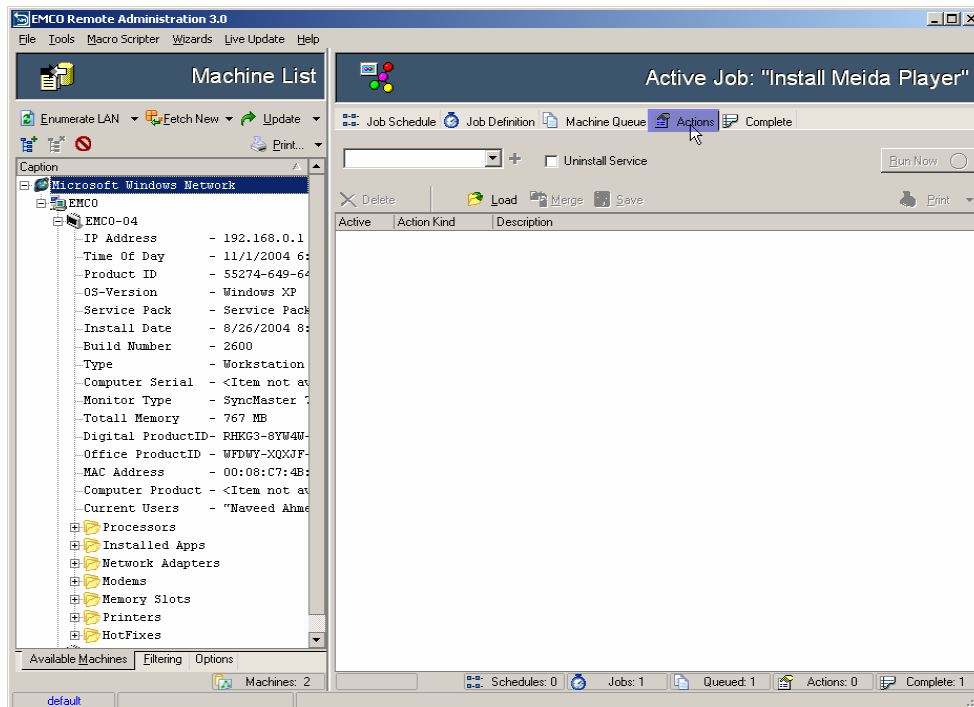 EMCO Remote Administration 3.0
File Tools Macro Scripter Wizards Live Update Help
Machine List
Active Job: "Install Meida Player"
Enumerate LAN Fetch New Update
Job Schedule Job Definition Machine Queue Actions Complete
Print...
Uninstall Service
Run Now
Caption
Delete Load Merge Save Print
Active Action Kind Description
Microsoft Windows Network
EMCO
EMCO-04
IP Address - 192.168.0.1
Time Of Day - 11/1/2004 6:
Product ID - 55274-649-64
OS-Version - Windows XP
Service Pack - Service Pack
Install Date - 8/26/2004 8:
Build Number - 2600
Type - Workstation
Computer Serial - <Item not av
Monitor Type - SyncMaster 7
Totall Memory - 767 MB
Digital ProductID- RHKG3-8YW4W-
Office ProductID - WFDWY-XQXJF-
MAC Address - 00:08:C7:4B:
Computer Product - <Item not av
Current Users - "Naveed Ahme
Processors
Installed Apps
Network Adapters
Modems
Memory Slots
Printers
HotFixes
Available Machines Filtering Options
Machines: 2
Schedules: 0 Jobs: 1 Queued: 1 Actions: 0 Complete: 1
default